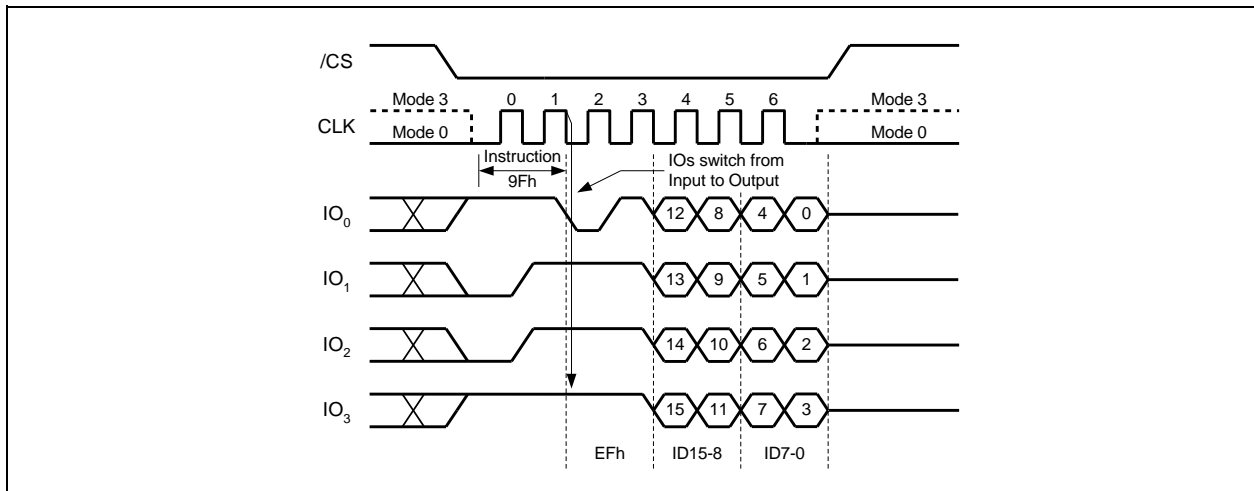 /CS
Mode 3 0 1 2 3 4 5 6 Mode 3
CLK
Mode 0 Mode 0
Instruction IOs switch from
9Fh Input to Output
IO0 12 8 4 0
IO1 13 9 5 1
IO2 14 10 6 2
IO3 15 11 7 3
EFh ID15-8 ID7-0